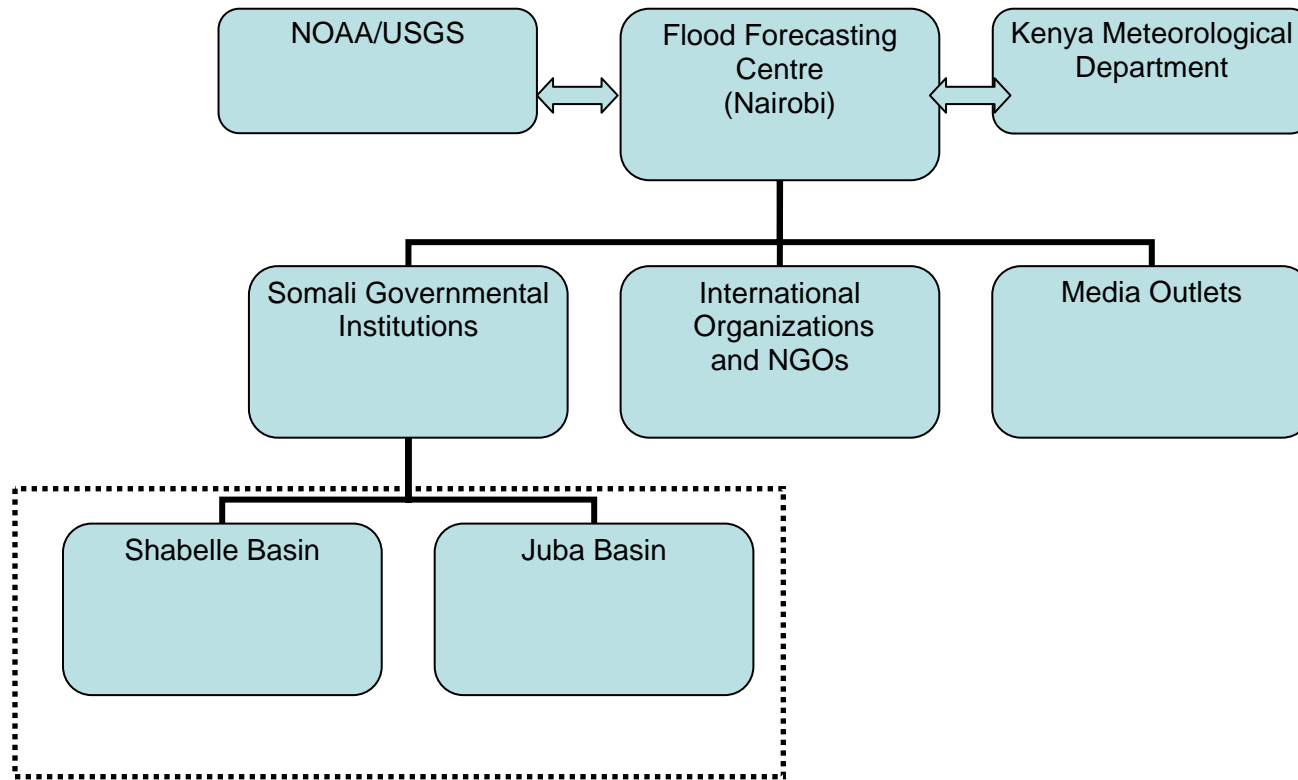 NOAA/USGS
Flood Forecasting
Centre
(Nairobi)
Kenya Meteorological
Department
Somali Governmental
Institutions
International
Organizations
and NGOs
Media Outlets
Shabelle Basin
Juba Basin